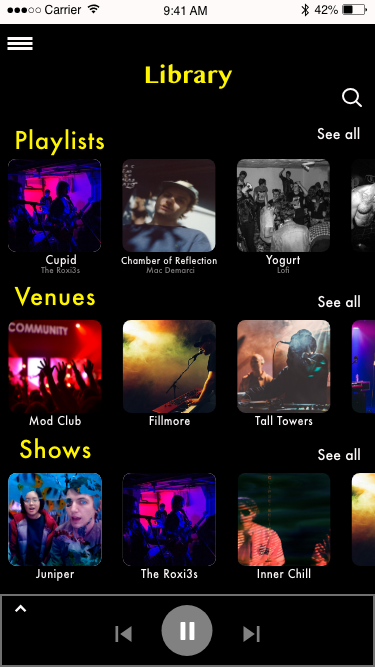 Carrier 9:41 AM 42%
Library
Playlists See all
Cupid Chamber of Reflection Yogurt
The Roxi3s Mac Demarci Lofi
Venues See all
COMMUNITY
Mod Club Fillmore Tall Towers
Shows See all
Juniper The Roxi3s Inner Chill